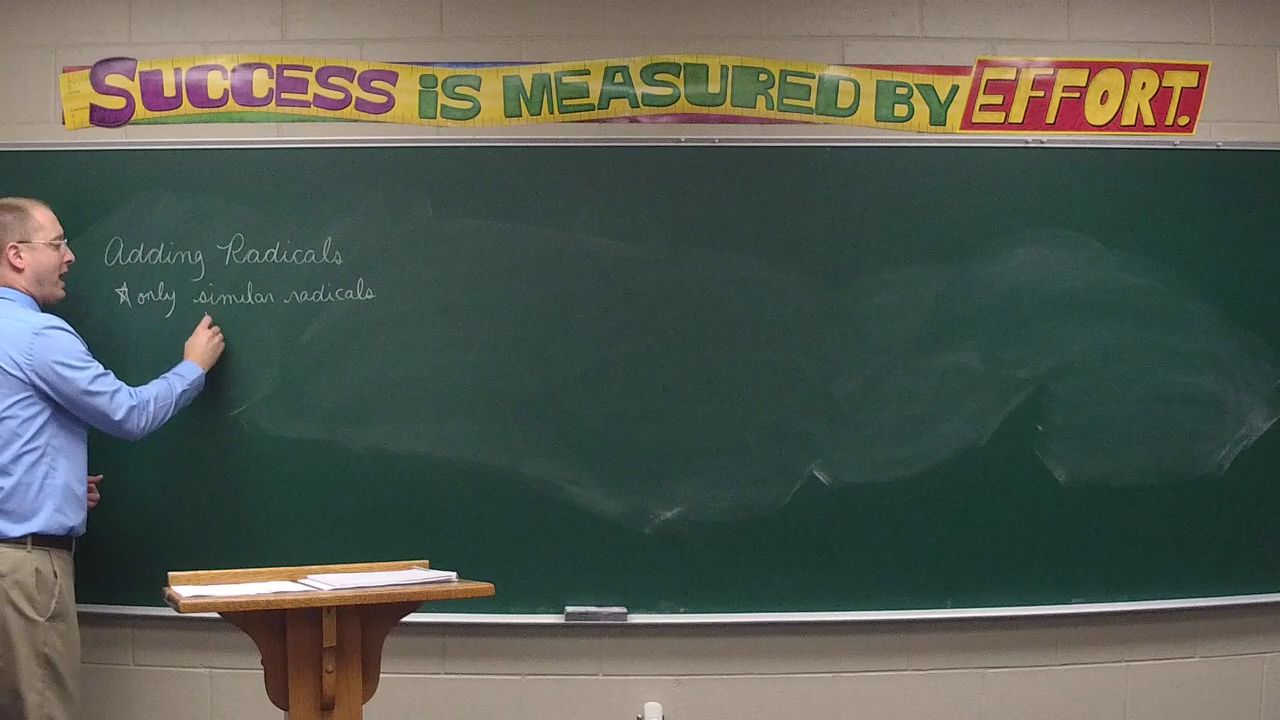 SUCCESS is MEASURED BY EFFORT.
Adding Radicals
* only similar radicals